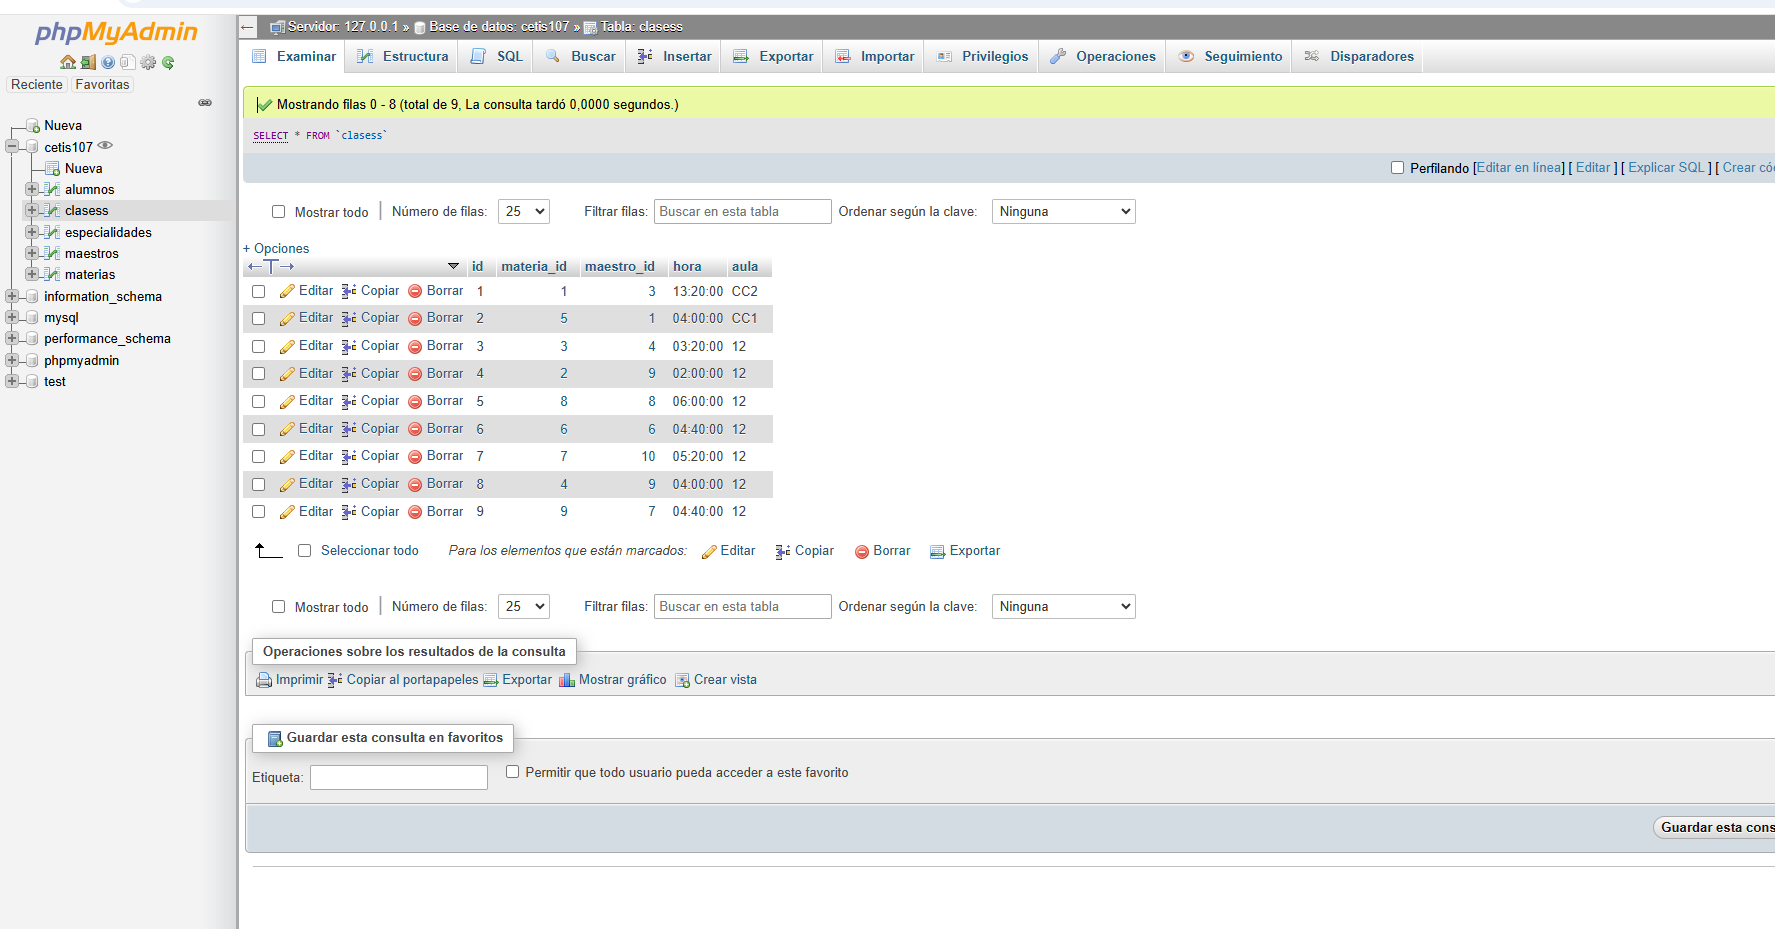 phpMyAdmin
Reciente Favoritas
Nueva
cetis107
Nueva
alumnos
clasess
especialidades
maestros
materias
information_schema
mysql
performance_schema
phpmyadmin
test
Servidor: 127.0.0.1 » Base de datos: cetis107 » Tabla: clasess
Examinar Estructura SQL Buscar Insertar Exportar Importar Privilegios Operaciones Seguimiento Disparadores
Mostrando filas 0 - 8 (total de 9, La consulta tardó 0,0000 segundos.)
SELECT * FROM `clasess`
Perfilando [Editar en línea] [ Editar ] [ Explicar SQL ] [ Crear có
Mostrar todo | Número de filas: 25 Filtrar filas: Buscar en esta tabla Ordenar según la clave: Ninguna
+ Opciones
←T→ id materia_id maestro_id hora aula
Editar Copiar Borrar 1 1 3 13:20:00 CC2
Editar Copiar Borrar 2 5 1 04:00:00 CC1
Editar Copiar Borrar 3 3 4 03:20:00 12
Editar Copiar Borrar 4 2 9 02:00:00 12
Editar Copiar Borrar 5 8 8 06:00:00 12
Editar Copiar Borrar 6 6 6 04:40:00 12
Editar Copiar Borrar 7 7 10 05:20:00 12
Editar Copiar Borrar 8 4 9 04:00:00 12
Editar Copiar Borrar 9 9 7 04:40:00 12
Seleccionar todo Para los elementos que están marcados: Editar Copiar Borrar Exportar
Mostrar todo | Número de filas: 25 Filtrar filas: Buscar en esta tabla Ordenar según la clave: Ninguna
Operaciones sobre los resultados de la consulta
Imprimir Copiar al portapapeles Exportar Mostrar gráfico Crear vista
Guardar esta consulta en favoritos
Etiqueta: Permitir que todo usuario pueda acceder a este favorito
Guardar esta cons